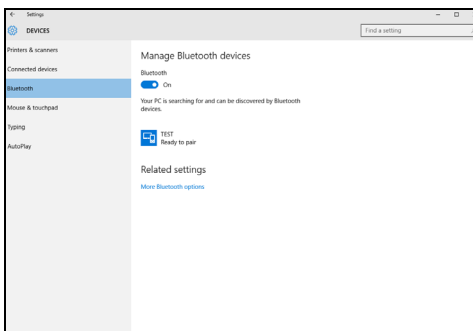 Settings
DEVICES
Find a setting
Printers & scanners
Connected devices
Bluetooth
Mouse & touchpad
Typing
AutoPlay
Manage Bluetooth devices
Bluetooth
On
Your PC is searching for and can be discovered by Bluetooth
devices.
TEST
Ready to pair
Related settings
More Bluetooth options